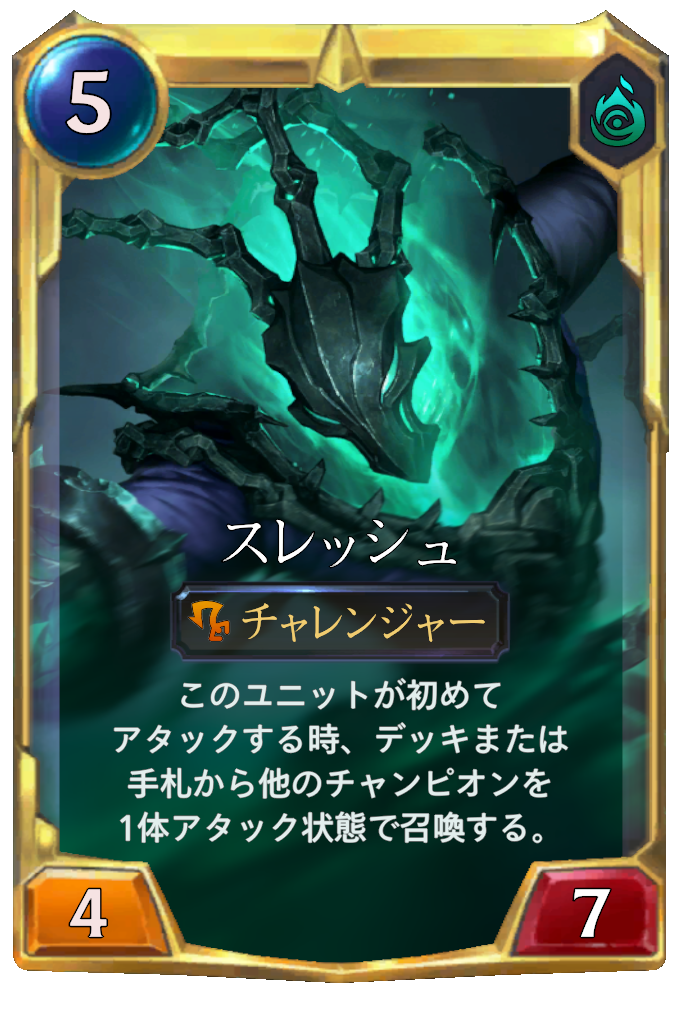 5
スレッシュ
チャレンジャー
このユニットが初めて
アタックする時、デッキまたは
手札から他のチャンピオンを
1体アタック状態で召喚する。
4
7